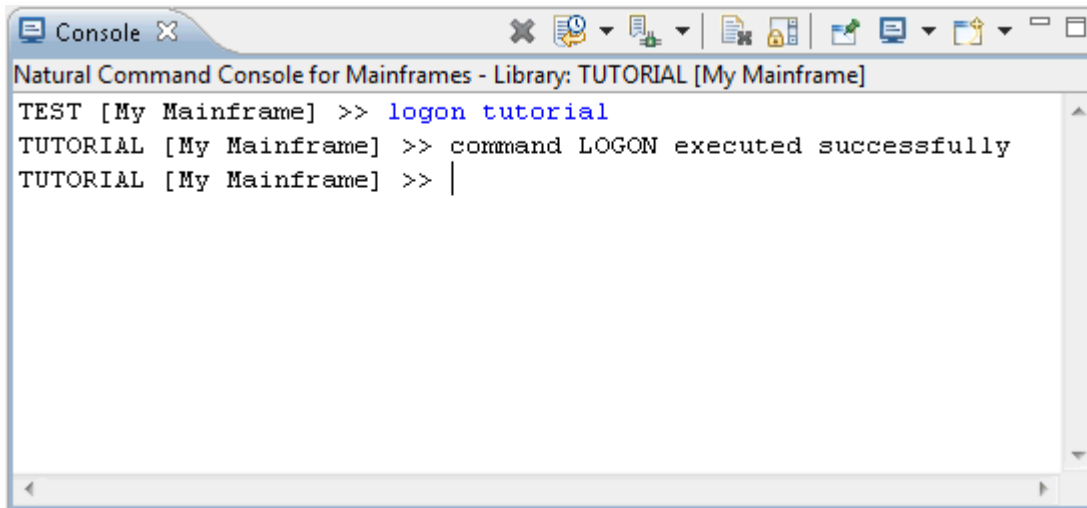 Console
Natural Command Console for Mainframes - Library: TUTORIAL [My Mainframe]
TEST [My Mainframe] >> logon tutorial
TUTORIAL [My Mainframe] >> command LOGON executed successfully
TUTORIAL [My Mainframe] >>